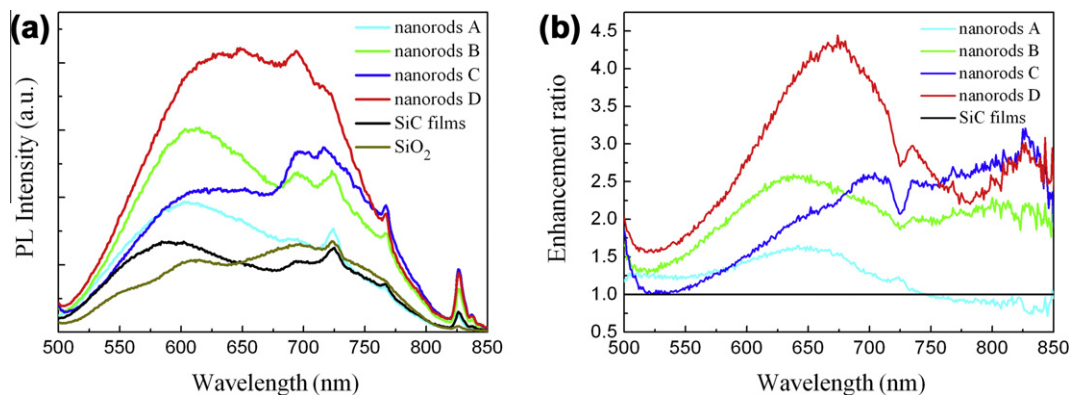 (a)
nanorods A
nanorods B
nanorods C
nanorods D
SiC films
SiO2
PL Intensity (a.u.)
500 550 600 650 700 750 800 850
Wavelength (nm)
(b)
nanorods A
nanorods B
nanorods C
nanorods D
SiC films
Enhancement ratio
4.5
4.0
3.5
3.0
2.5
2.0
1.5
1.0
0.5
500 550 600 650 700 750 800 850
Wavelength (nm)